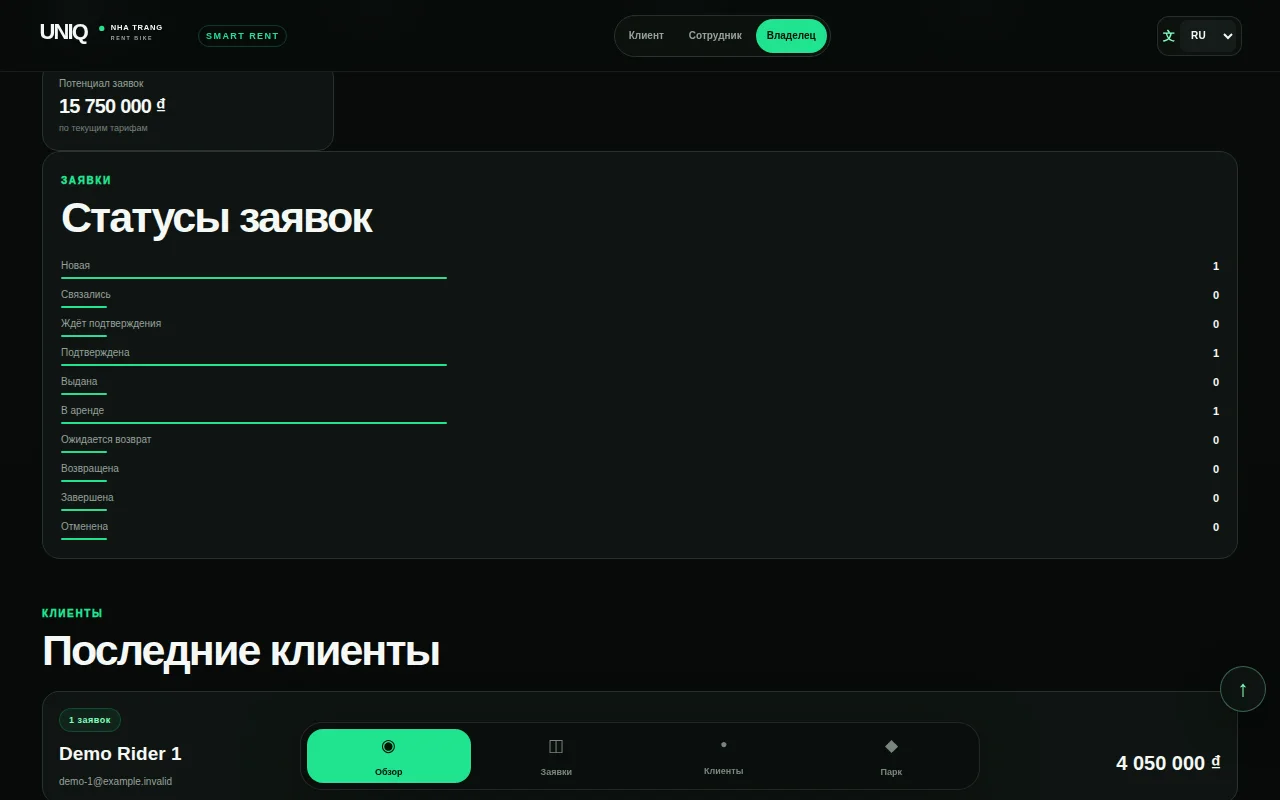 UNIQ
NHA TRANG
RENT BIKE
SMART RENT
Клиент
Сотрудник
Владелец
文
RU
Потенциал заявок
15 750 000 ₫
по текущим тарифам
ЗАЯВКИ
Статусы заявок
Новая 1
Связались 0
Ждёт подтверждения 0
Подтверждена 1
Выдана 0
В аренде 1
Ожидается возврат 0
Возвращена 0
Завершена 0
Отменена 0
КЛИЕНТЫ
Последние клиенты
↑
1 заявок
Demo Rider 1
demo-1@example.invalid
4 050 000 ₫
Обзор
Заявки
Клиенты
Парк